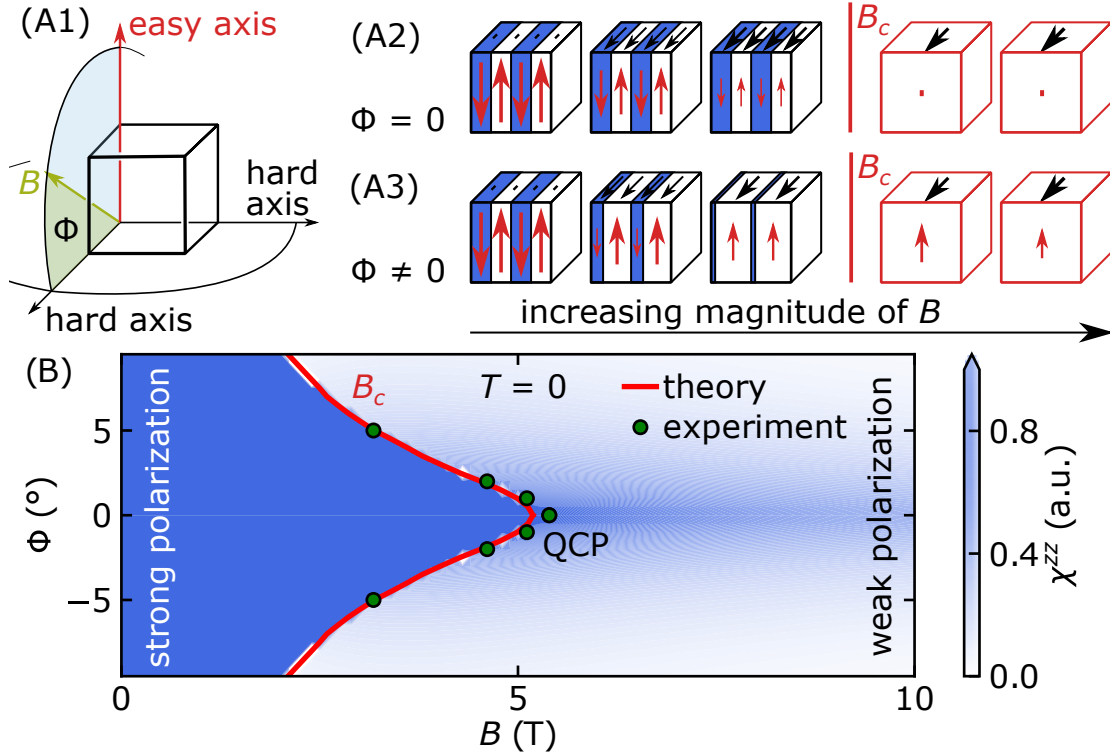 (A1)
easy axis
B
Φ
hard
axis
hard axis
(A2)
Φ = 0
B_c
(A3)
Φ ≠ 0
B_c
increasing magnitude of B
(B)
B_c
T = 0
theory
experiment
QCP
strong polarization
weak polarization
5
0
−5
Φ (°)
0
5
10
B (T)
0.8
0.4
0.0
χ^{zz} (a.u.)